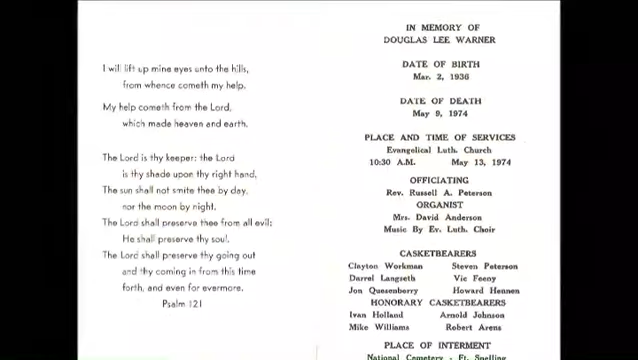 I will lift up mine eyes unto the hills,
from whence cometh my help.
My help cometh from the Lord,
which made heaven and earth.
The Lord is thy keeper: the Lord
is thy shade upon thy right hand.
The sun shall not smite thee by day,
nor the moon by night.
The Lord shall preserve thee from all evil:
He shall preserve thy soul.
The Lord shall preserve thy going out
and thy coming in from this time
forth, and even for evermore.
Psalm 121
IN MEMORY OF
DOUGLAS LEE WARNER
DATE OF BIRTH
Mar. 2, 1936
DATE OF DEATH
May 9, 1974
PLACE AND TIME OF SERVICES
Evangelical Luth. Church
10:30 A.M. May 13, 1974
OFFICIATING
Rev. Russell A. Peterson
ORGANIST
Mrs. David Anderson
Music By Ev. Luth. Choir
CASKETBEARERS
Clayton Workman Steven Peterson
Darrel Langseth Vic Feeny
Jon Quesenberry Howard Hennen
HONORARY CASKETBEARERS
Ivan Holland Arnold Johnson
Mike Williams Robert Arens
PLACE OF INTERMENT
National Cemetery - Ft. Snelling